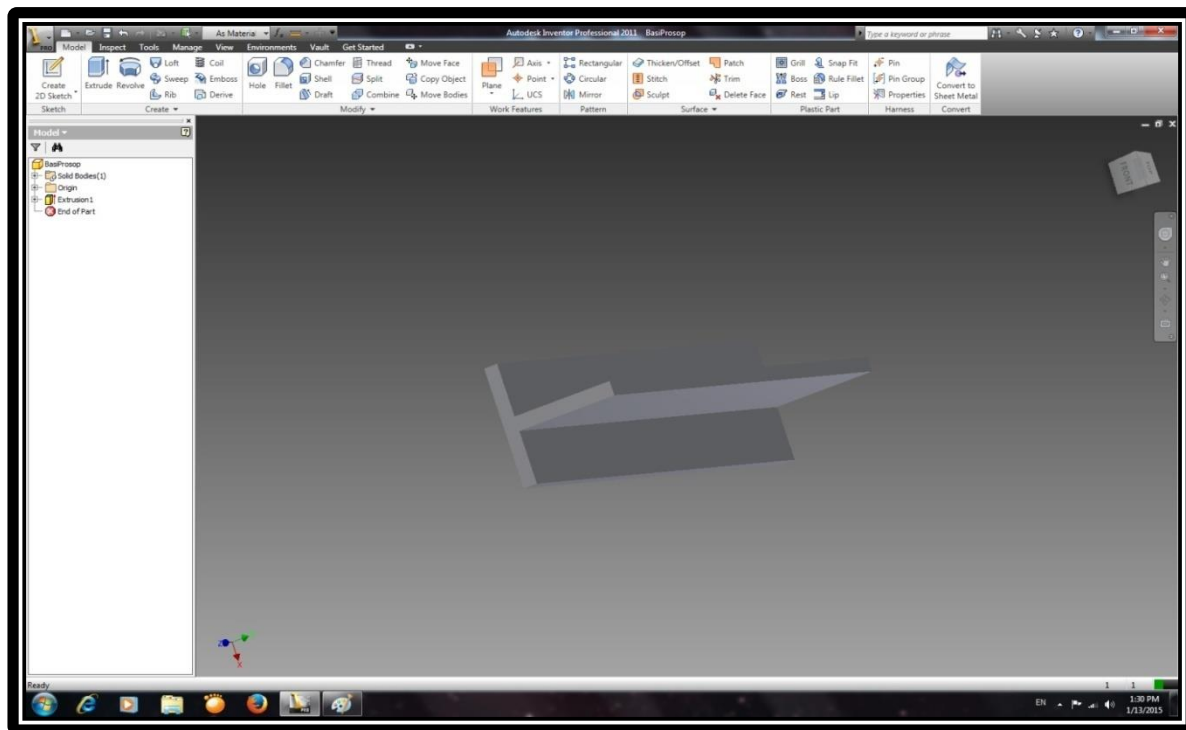 As Material
Autodesk Inventor Professional 2011 BasiProsop
Type a keyword or phrase
PRO
Model Inspect Tools Manage View Environments Vault Get Started
Create
2D Sketch
Sketch
Extrude Revolve
Loft Coil
Sweep Emboss
Rib Derive
Create
Hole Fillet
Chamfer Thread Move Face
Shell Split Copy Object
Draft Combine Move Bodies
Modify
Plane
Axis
Point
UCS
Work Features
Rectangular
Circular
Mirror
Pattern
Thicken/Offset Patch
Stitch Trim
Sculpt Delete Face
Surface
Grill Snap Fit
Boss Rule Fillet
Rest Lip
Plastic Part
Pin
Pin Group
Properties
Harness
Convert to
Sheet Metal
Convert
Model
BasiProsop
Solid Bodies(1)
Origin
Extrusion1
End of Part
FRONT
Z
X
Ready
1 1
EN
1:30 PM
1/13/2015